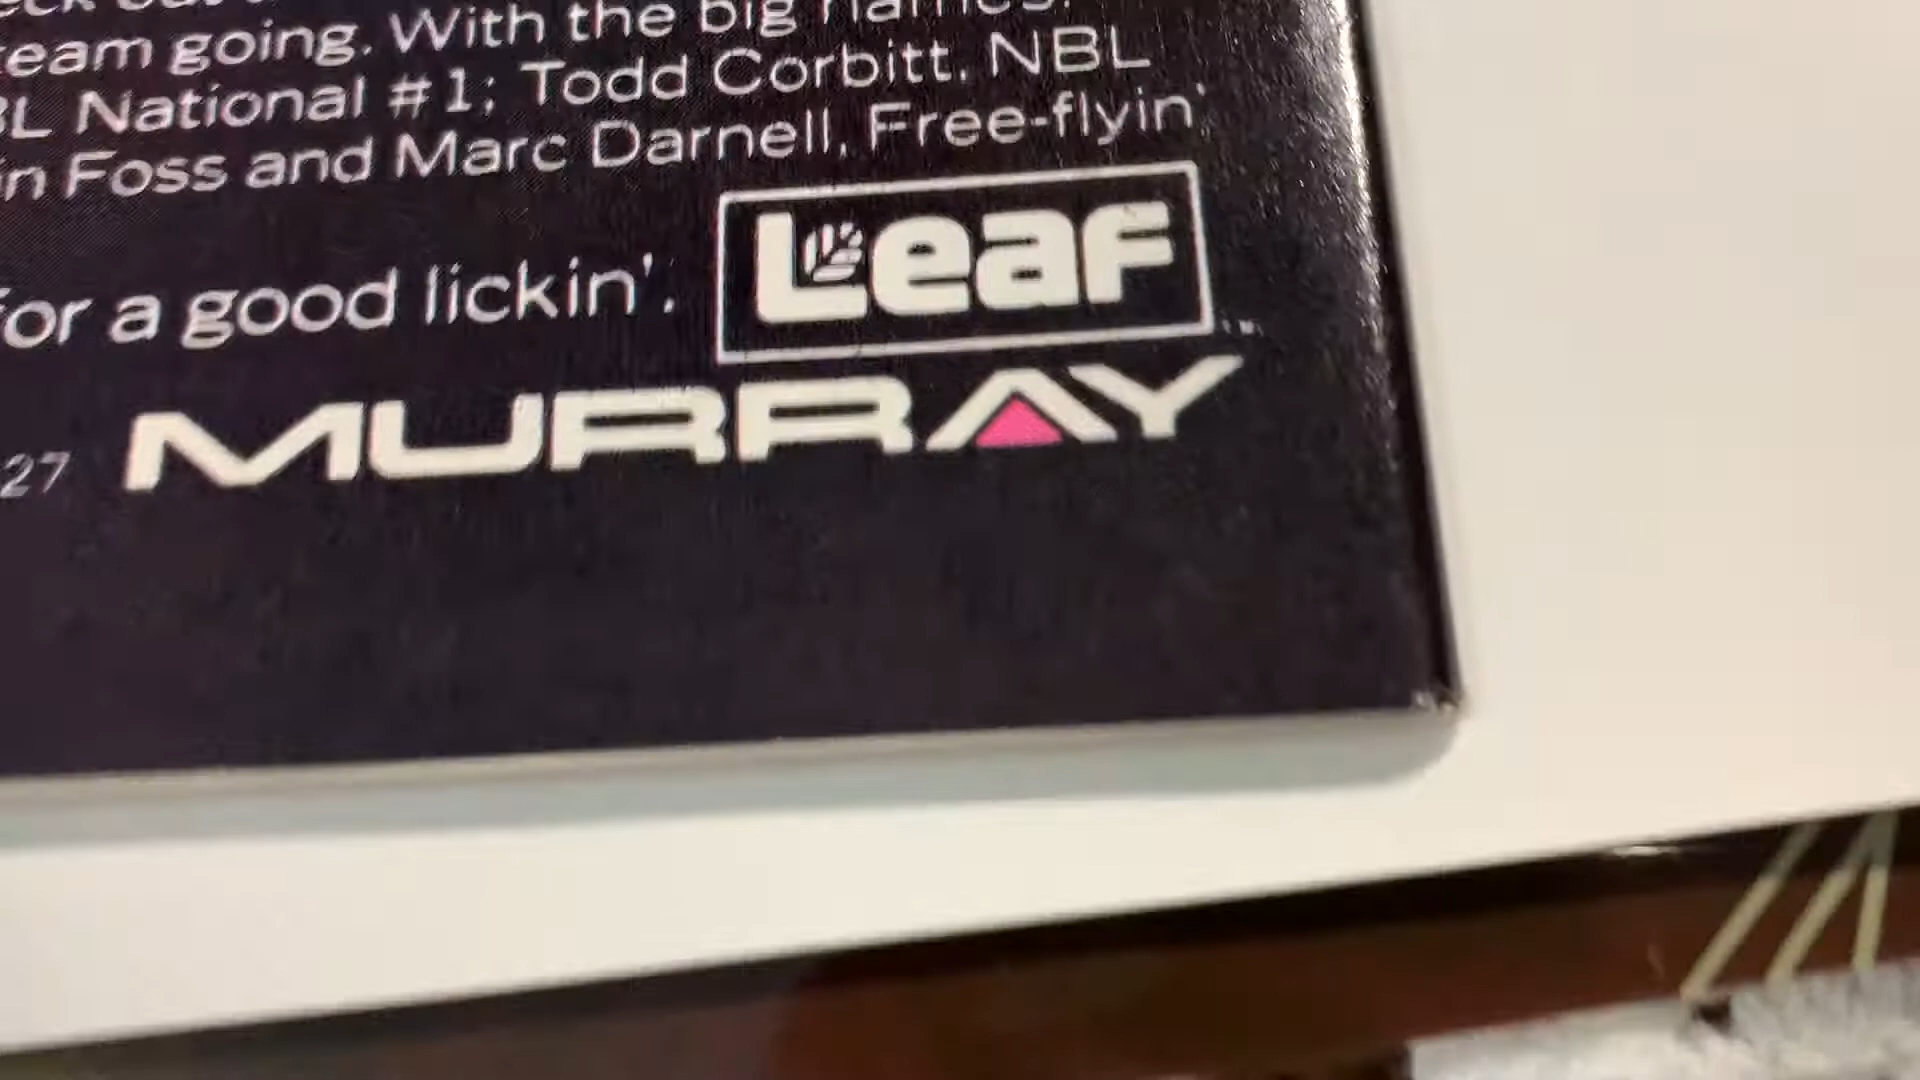 team going. With the big names:
BL National #1; Todd Corbitt, NBL
in Foss and Marc Darnell, Free-flyin'
for a good lickin'.
Leaf
27 MURRAY